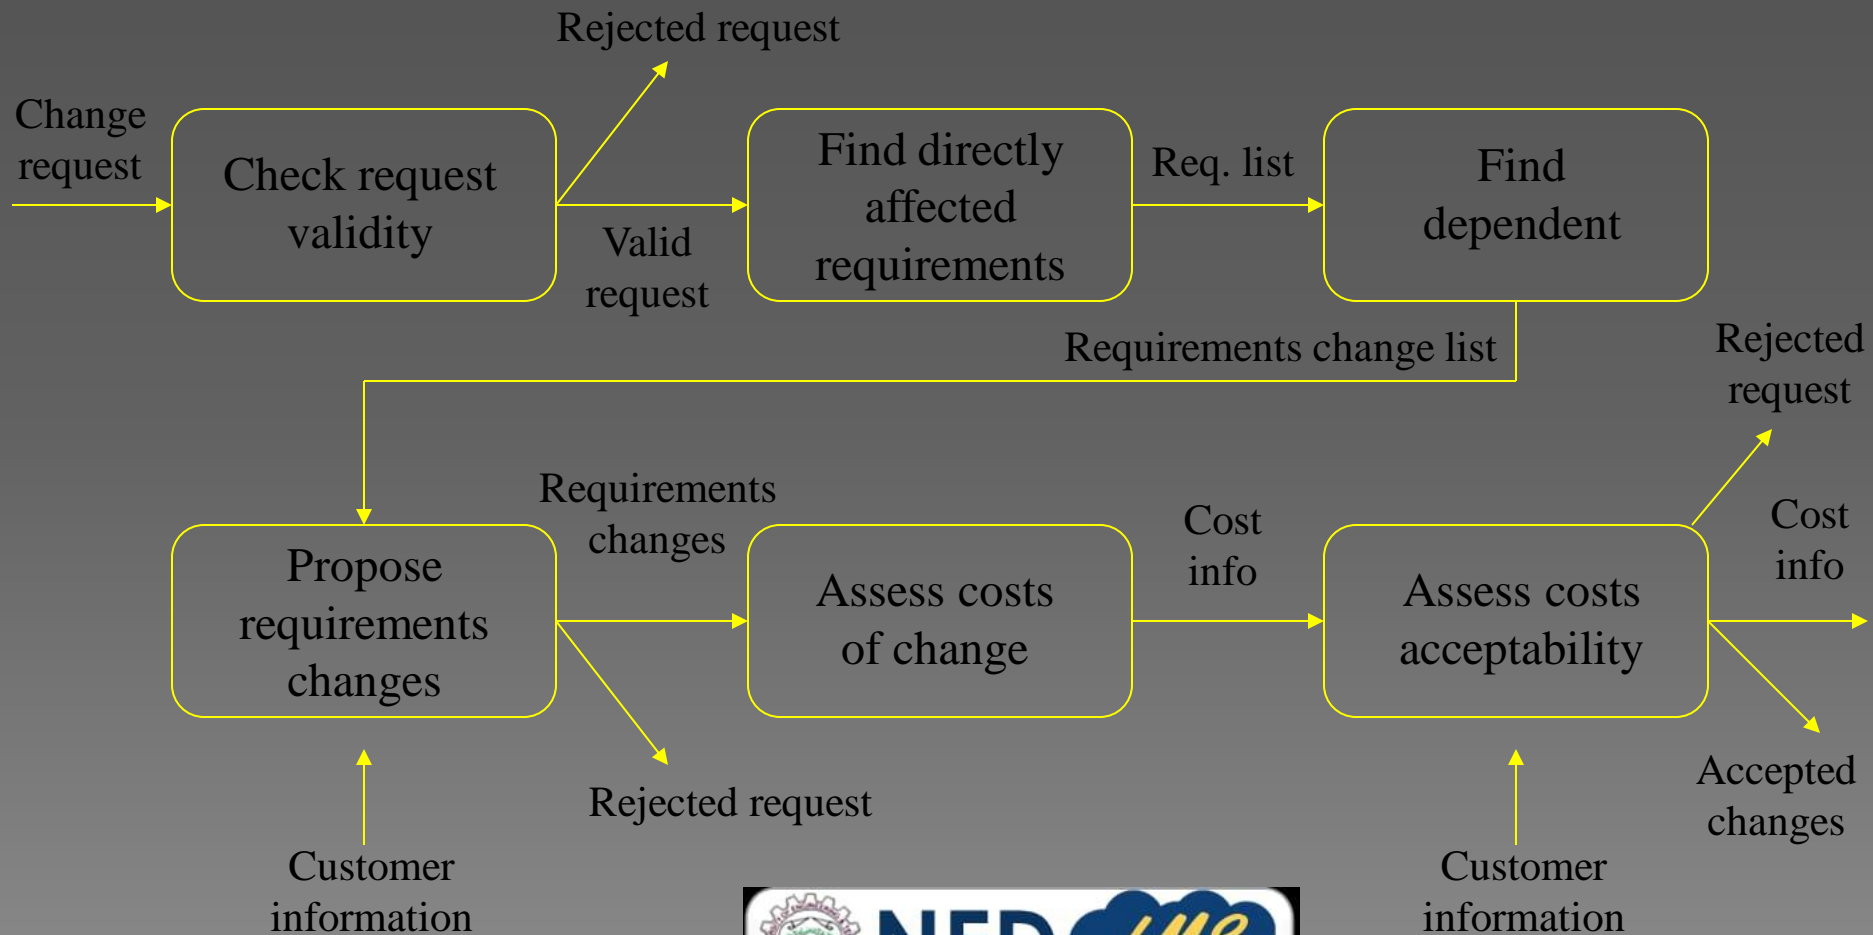 Rejected request
Change
request
Check request
validity
Valid
request
Find directly
affected
requirements
Req. list
Find
dependent
Requirements change list
Rejected
request
Propose
requirements
changes
Requirements
changes
Assess costs
of change
Cost
info
Assess costs
acceptability
Cost
info
Rejected request
Accepted
changes
Customer
information
Customer
information
NED LMS